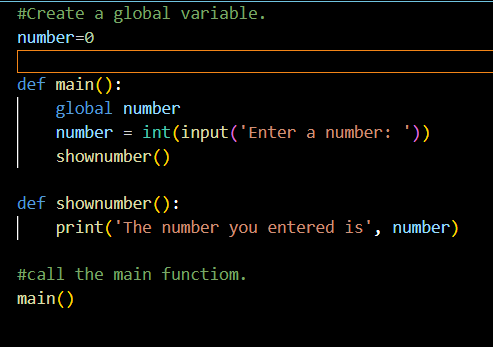 #Create a global variable.
number=0
def main():
    global number
    number = int(input('Enter a number: '))
    shownumber()
def shownumber():
    print('The number you entered is', number)
#call the main functiom.
main()